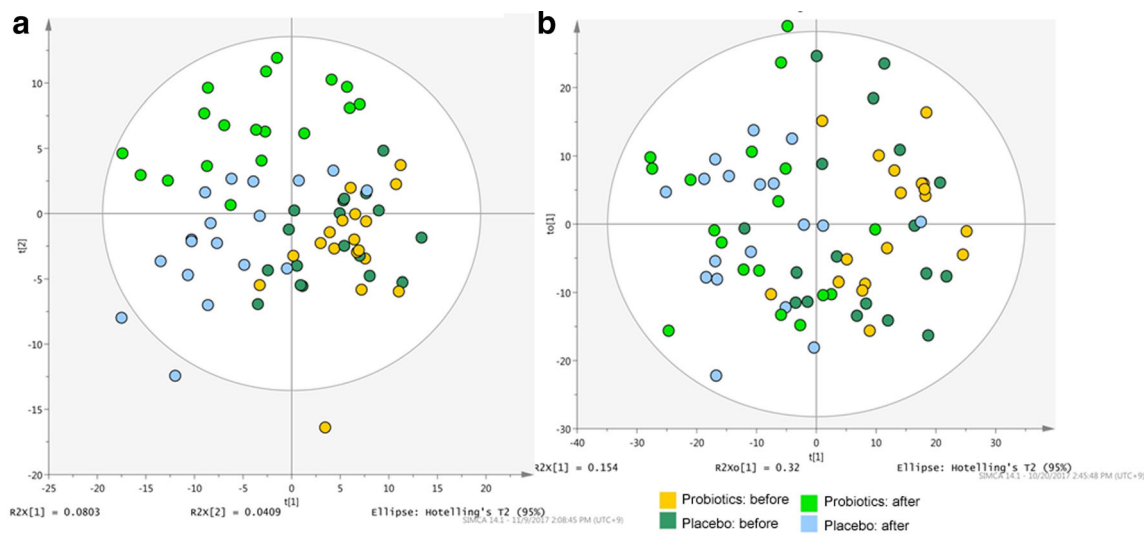 a
b
t[2]
10
5
0
-5
-10
-15
-20
-25
-20
-15
-10
-5
0
5
10
15
20
t[1]
R2X[1] = 0.0803
R2X[2] = 0.0409
Ellipse: Hotelling's T2 (95%)
SIMCA 14.1 - 11/9/2017 2:08:45 PM (UTC+9)
to[1]
20
10
0
-10
-20
-30
-40
-30
-20
-10
0
10
20
30
t[1]
R2X[1] = 0.154
R2Xo[1] = 0.32
Ellipse: Hotelling's T2 (95%)
SIMCA 14.1 - 10/20/2017 2:45:48 PM (UTC+9)
Probiotics: before
Probiotics: after
Placebo: before
Placebo: after